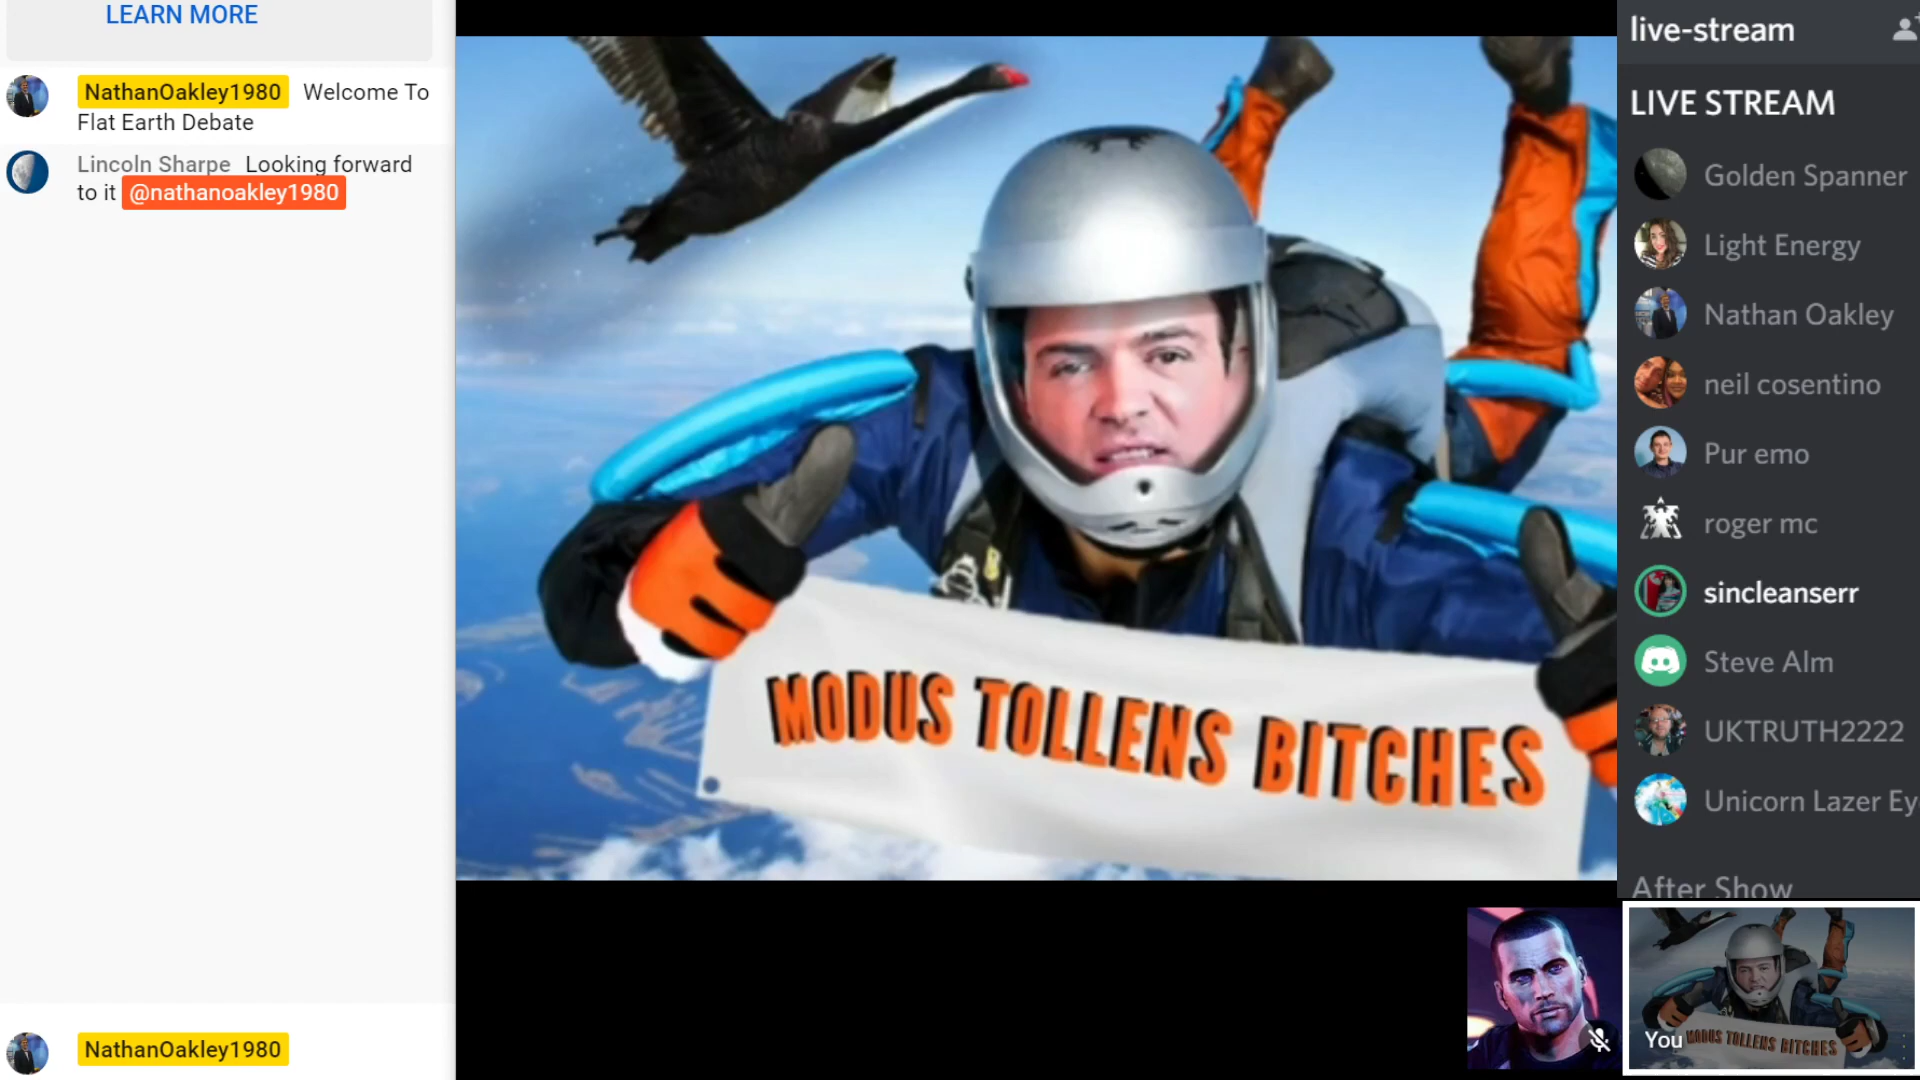 LEARN MORE
NathanOakley1980 Welcome To
Flat Earth Debate
Lincoln Sharpe Looking forward
to it @nathanoakley1980
NathanOakley1980
MODUS TOLLENS BITCHES
live-stream
LIVE STREAM
Golden Spanner
Light Energy
Nathan Oakley
neil cosentino
Pur emo
roger mc
sincleanserr
Steve Alm
UKTRUTH2222
Unicorn Lazer Ey
After Show
You
MODUS TOLLENS BITCHES